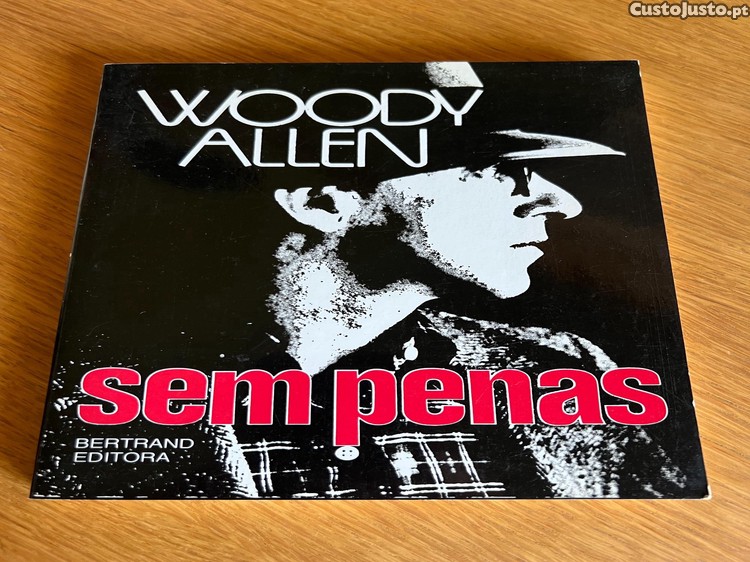 CustoJusto.pt
WOODY
ALLEN
sem penas
BERTRAND
EDITORA